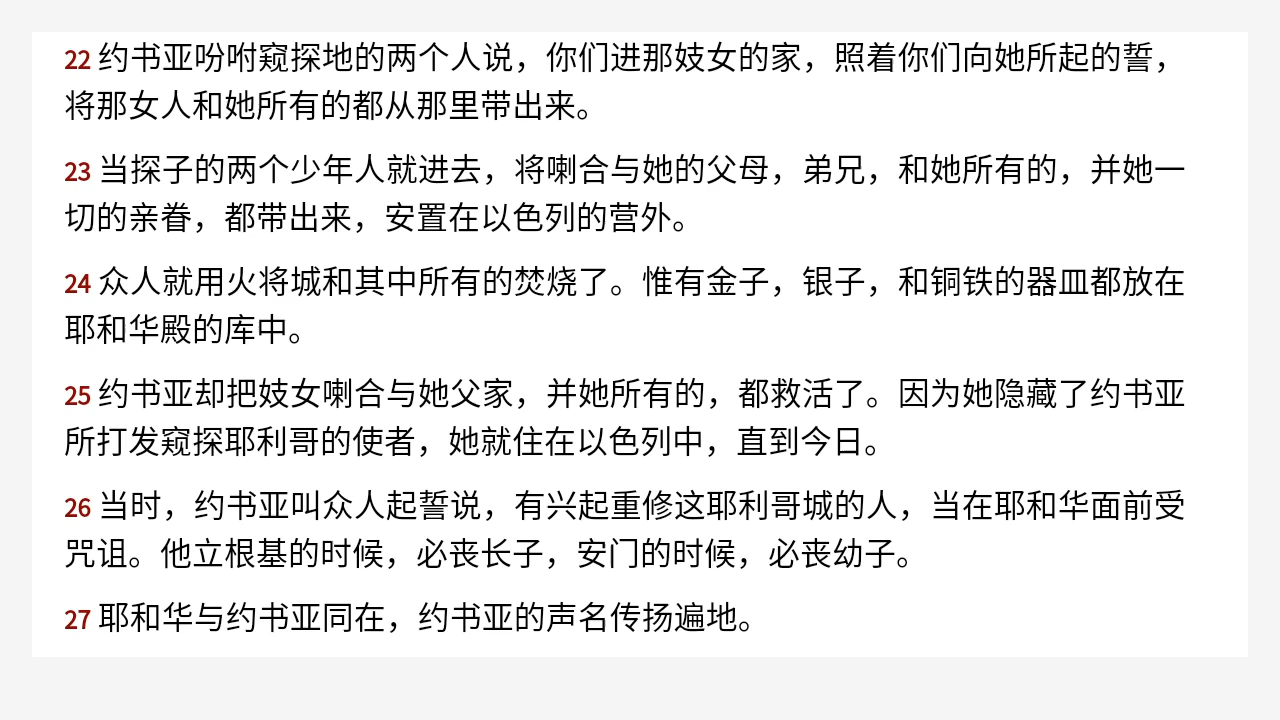 22 约书亚吩咐窥探地的两个人说，你们进那妓女的家，照着你们向她所起的誓，
将那女人和她所有的都从那里带出来。
23 当探子的两个少年人就进去，将喇合与她的父母，弟兄，和她所有的，并她一
切的亲眷，都带出来，安置在以色列的营外。
24 众人就用火将城和其中所有的焚烧了。惟有金子，银子，和铜铁的器皿都放在
耶和华殿的库中。
25 约书亚却把妓女喇合与她父家，并她所有的，都救活了。因为她隐藏了约书亚
所打发窥探耶利哥的使者，她就住在以色列中，直到今日。
26 当时，约书亚叫众人起誓说，有兴起重修这耶利哥城的人，当在耶和华面前受
咒诅。他立根基的时候，必丧长子，安门的时候，必丧幼子。
27 耶和华与约书亚同在，约书亚的声名传扬遍地。